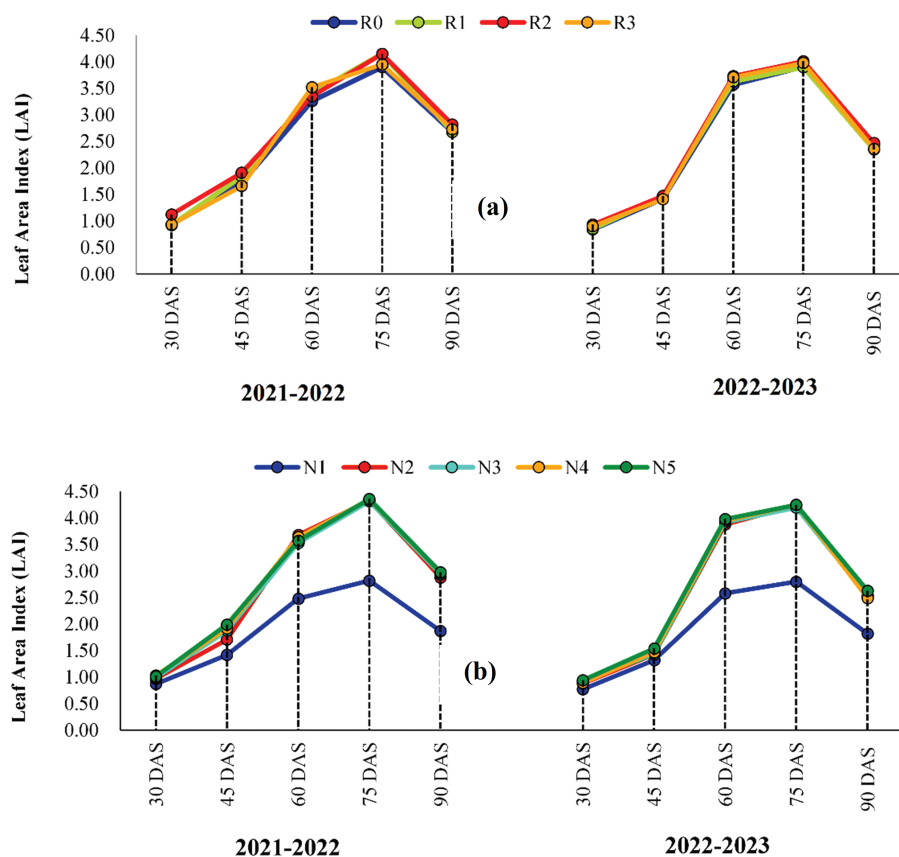 R0 R1 R2 R3
Leaf Area Index (LAI)
4.50
4.00
3.50
3.00
2.50
2.00
1.50
1.00
0.50
0.00
(a)
30 DAS 45 DAS 60 DAS 75 DAS 90 DAS 30 DAS 45 DAS 60 DAS 75 DAS 90 DAS
2021-2022 2022-2023
N1 N2 N3 N4 N5
Leaf Area Index (LAI)
4.50
4.00
3.50
3.00
2.50
2.00
1.50
1.00
0.50
0.00
(b)
30 DAS 45 DAS 60 DAS 75 DAS 90 DAS 30 DAS 45 DAS 60 DAS 75 DAS 90 DAS
2021-2022 2022-2023